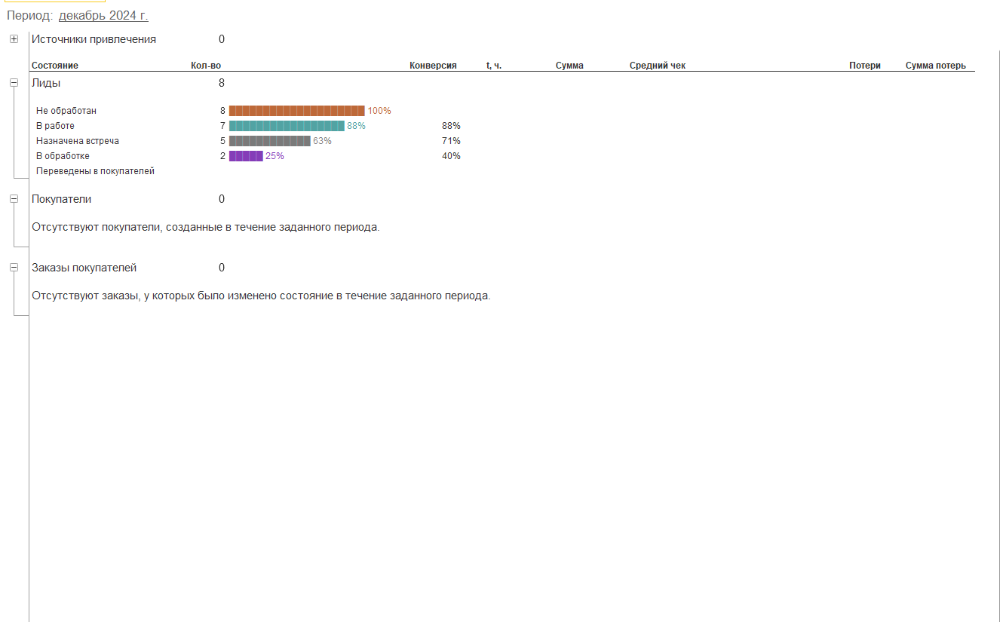 Период: декабрь 2024 г.
Источники привлечения 0
Состояние Кол-во Конверсия t, ч. Сумма Средний чек Потери Сумма потерь
Лиды 8
Не обработан 8 100%
В работе 7 88% 88%
Назначена встреча 5 63% 71%
В обработке 2 25% 40%
Переведены в покупателей
Покупатели 0
Отсутствуют покупатели, созданные в течение заданного периода.
Заказы покупателей 0
Отсутствуют заказы, у которых было изменено состояние в течение заданного периода.